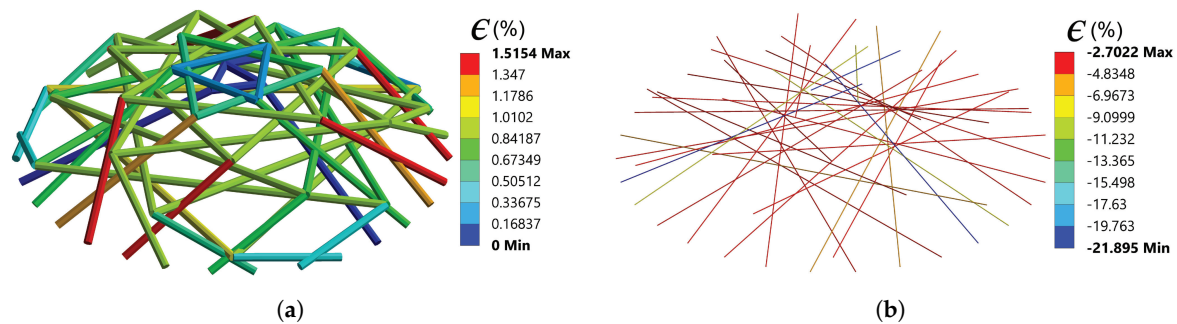 ϵ (%)
1.5154 Max
1.347
1.1786
1.0102
0.84187
0.67349
0.50512
0.33675
0.16837
0 Min
(a)
ϵ (%)
-2.7022 Max
-4.8348
-6.9673
-9.0999
-11.232
-13.365
-15.498
-17.63
-19.763
-21.895 Min
(b)